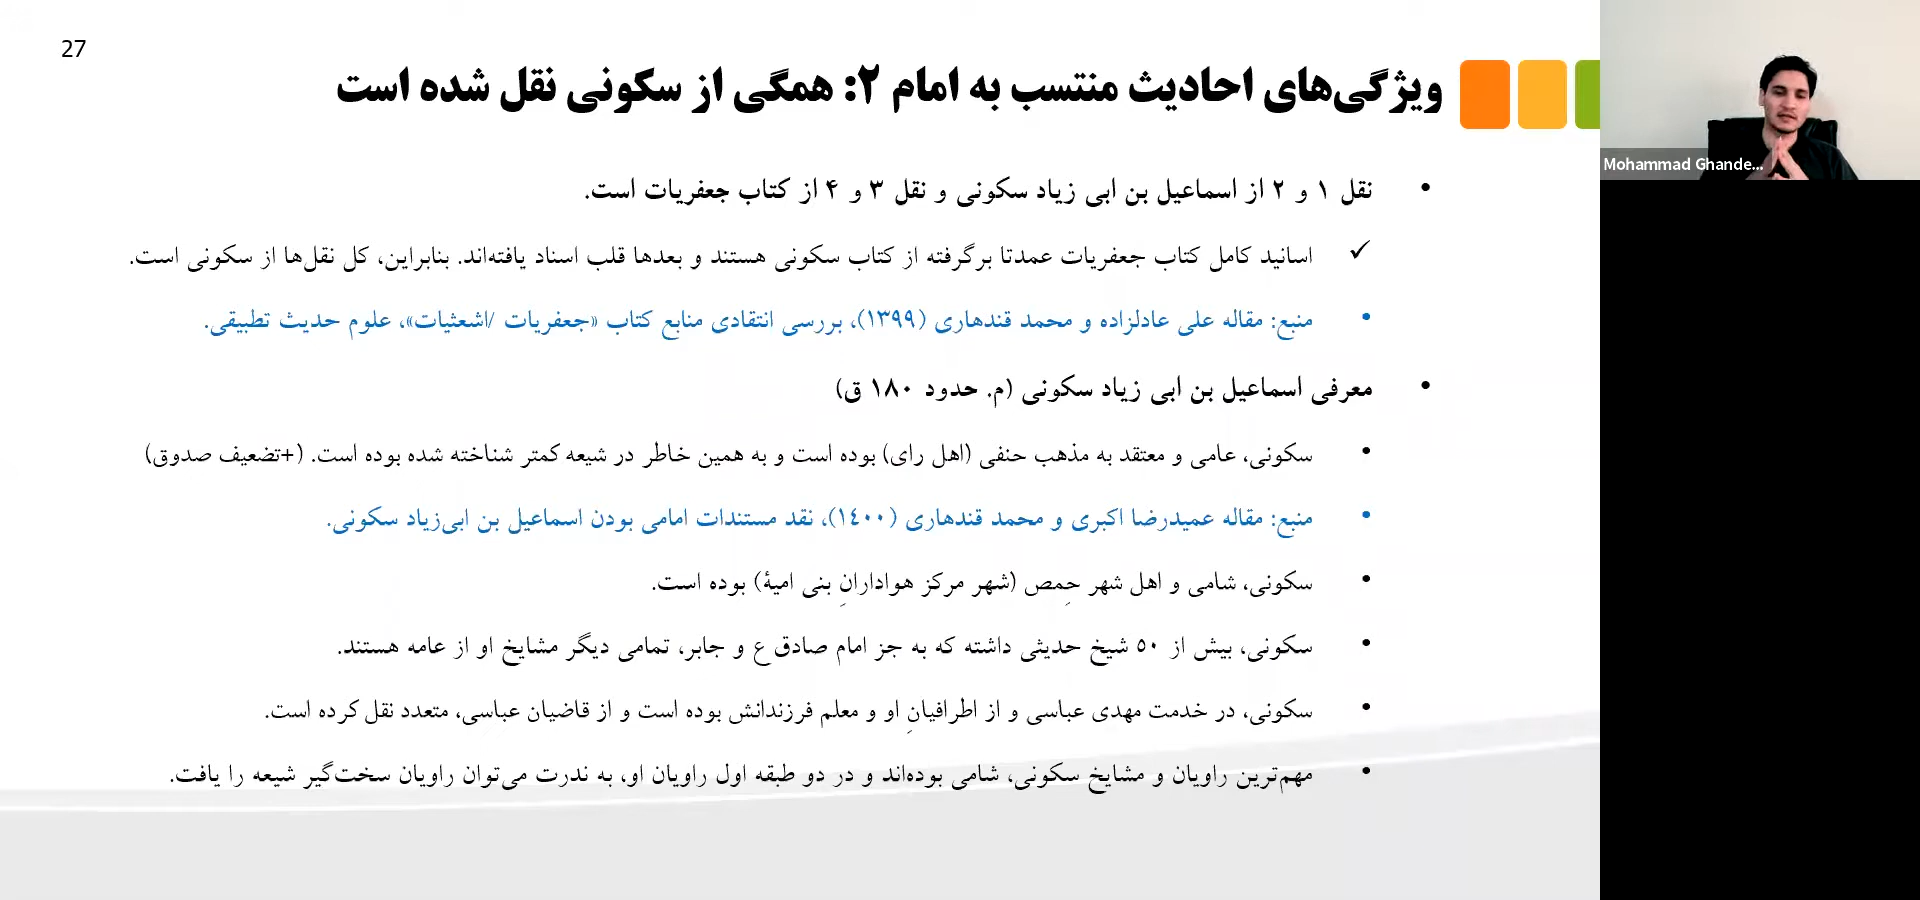 27
ویژگی‌های احادیث منتسب به امام ۲: همگی از سکونی نقل شده است
• نقل ۱ و ۲ از اسماعیل بن ابی زیاد سکونی و نقل ۳ و ۴ از کتاب جعفریات است.
✓ اسانید کامل کتاب جعفریات عمدتا برگرفته از کتاب سکونی هستند و بعدها قلب اسناد یافته‌اند. بنابراین، کل نقل‌ها از سکونی است.
• منبع: مقاله علی عادلزاده و محمد قندهاری (۱۳۹۹)، بررسی انتقادی منابع کتاب «جعفریات /اشعثیات»، علوم حدیث تطبیقی.
• معرفی اسماعیل بن ابی زیاد سکونی (م. حدود ۱۸۰ ق)
• سکونی، عامی و معتقد به مذهب حنفی (اهل رای) بوده است و به همین خاطر در شیعه کمتر شناخته شده بوده است. (+تضعیف صدوق)
• منبع: مقاله عمیدرضا اکبری و محمد قندهاری (۱۴۰۰)، نقد مستندات امامی بودن اسماعیل بن ابی‌زیاد سکونی.
• سکونی، شامی و اهل شهر حِمص (شهر مرکز هوادارانِ بنی امیهٔ) بوده است.
• سکونی، بیش از ۵۰ شیخ حدیثی داشته که به جز امام صادق ع و جابر، تمامی دیگر مشایخ او از عامه هستند.
• سکونی، در خدمت مهدی عباسی و از اطرافیانِ او و معلم فرزندانش بوده است و از قاضیان عباسی، متعدد نقل کرده است.
• مهم‌ترین راویان و مشایخ سکونی، شامی بوده‌اند و در دو طبقه اول راویان او، به ندرت می‌توان راویان سخت‌گیر شیعه را یافت.
Mohammad Ghande...